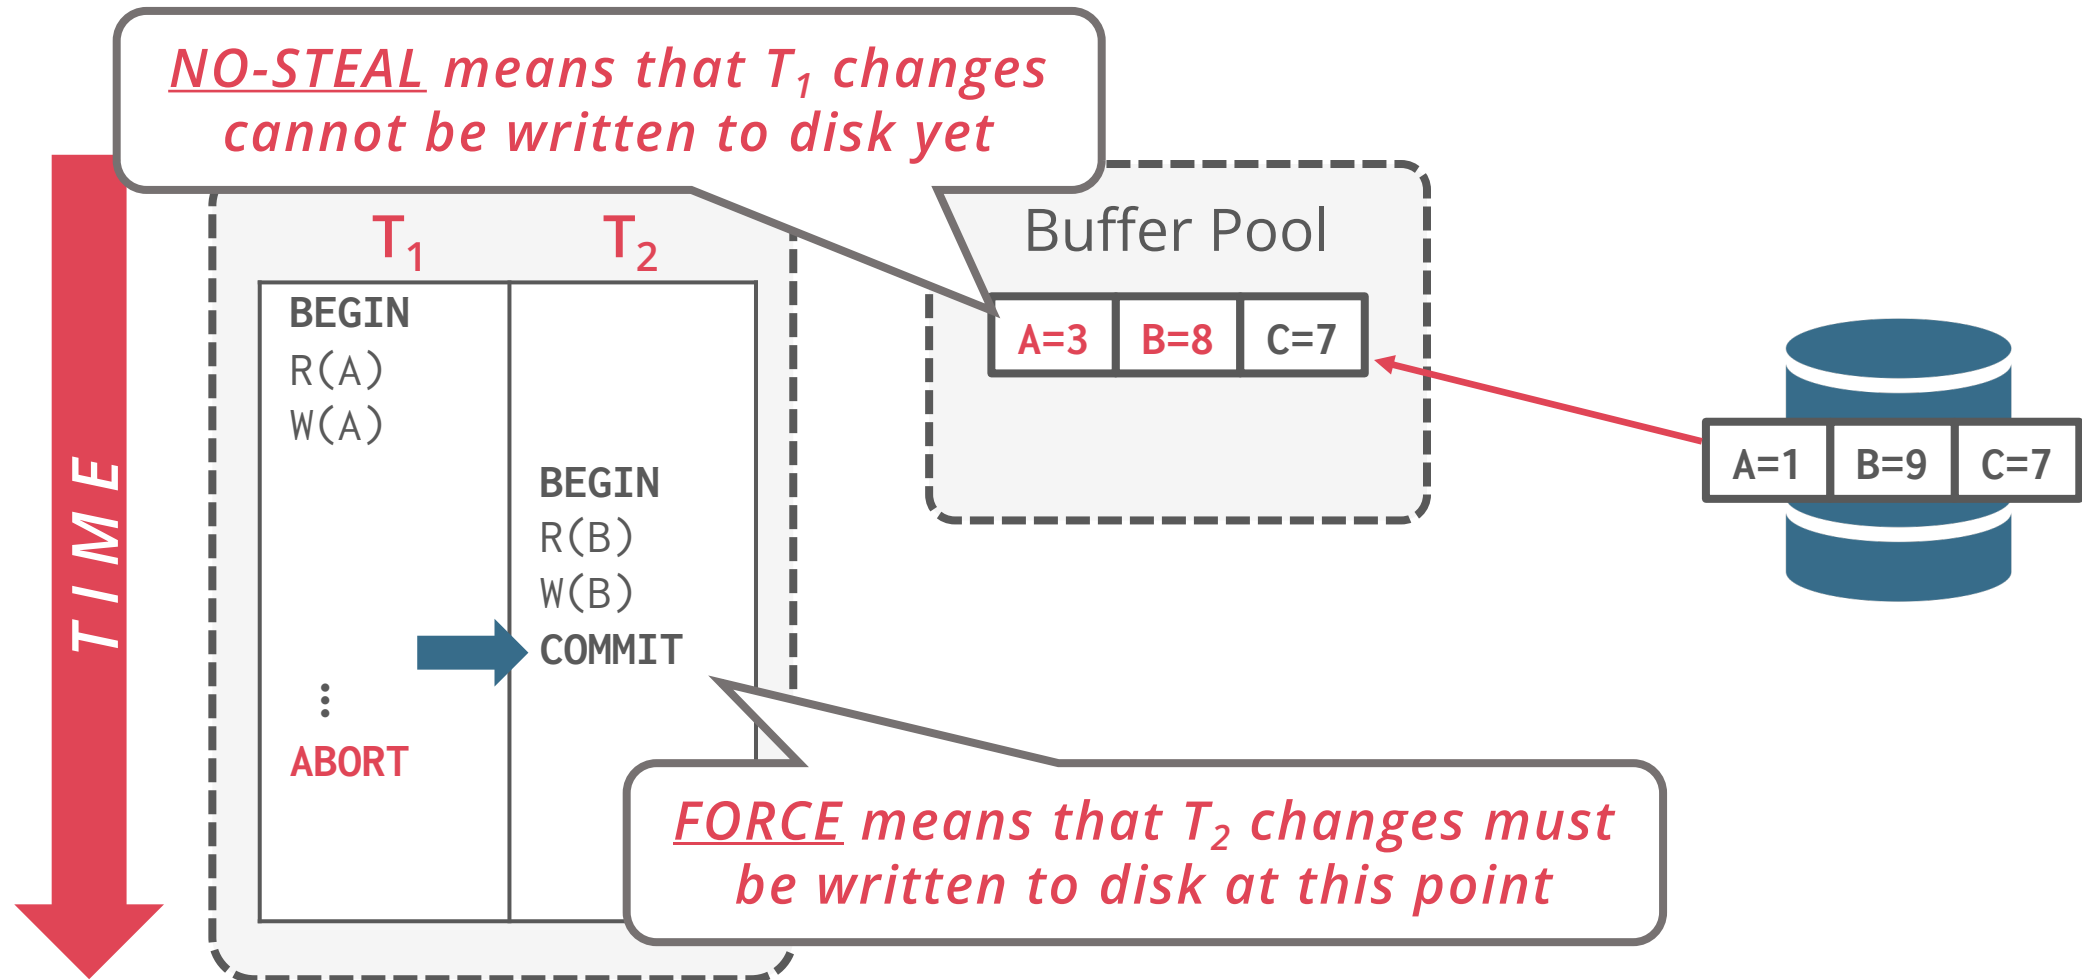 NO-STEAL means that T1 changes
cannot be written to disk yet
TIME
T1 T2
BEGIN
R(A)
W(A)
⋮
ABORT
BEGIN
R(B)
W(B)
COMMIT
Buffer Pool
A=3 B=8 C=7
A=1 B=9 C=7
FORCE means that T2 changes must
be written to disk at this point